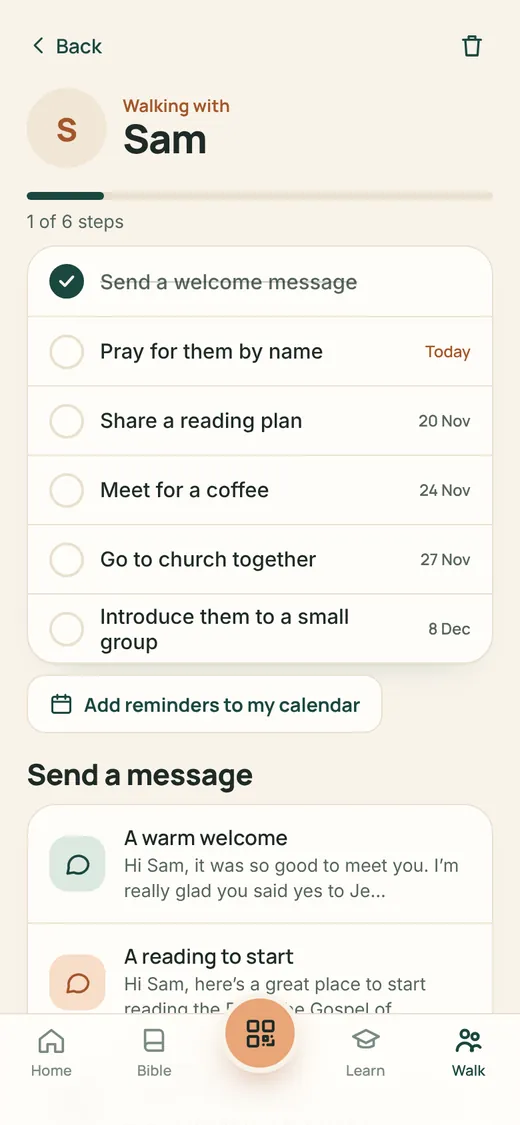 Back
S
Walking with
Sam
1 of 6 steps
Send a welcome message
Pray for them by name
Today
Share a reading plan
20 Nov
Meet for a coffee
24 Nov
Go to church together
27 Nov
Introduce them to a small
group
8 Dec
Add reminders to my calendar
Send a message
A warm welcome
Hi Sam, it was so good to meet you. I’m
really glad you said yes to Je...
A reading to start
Hi Sam, here’s a great place to start
reading the Gospel of
Home
Bible
Learn
Walk